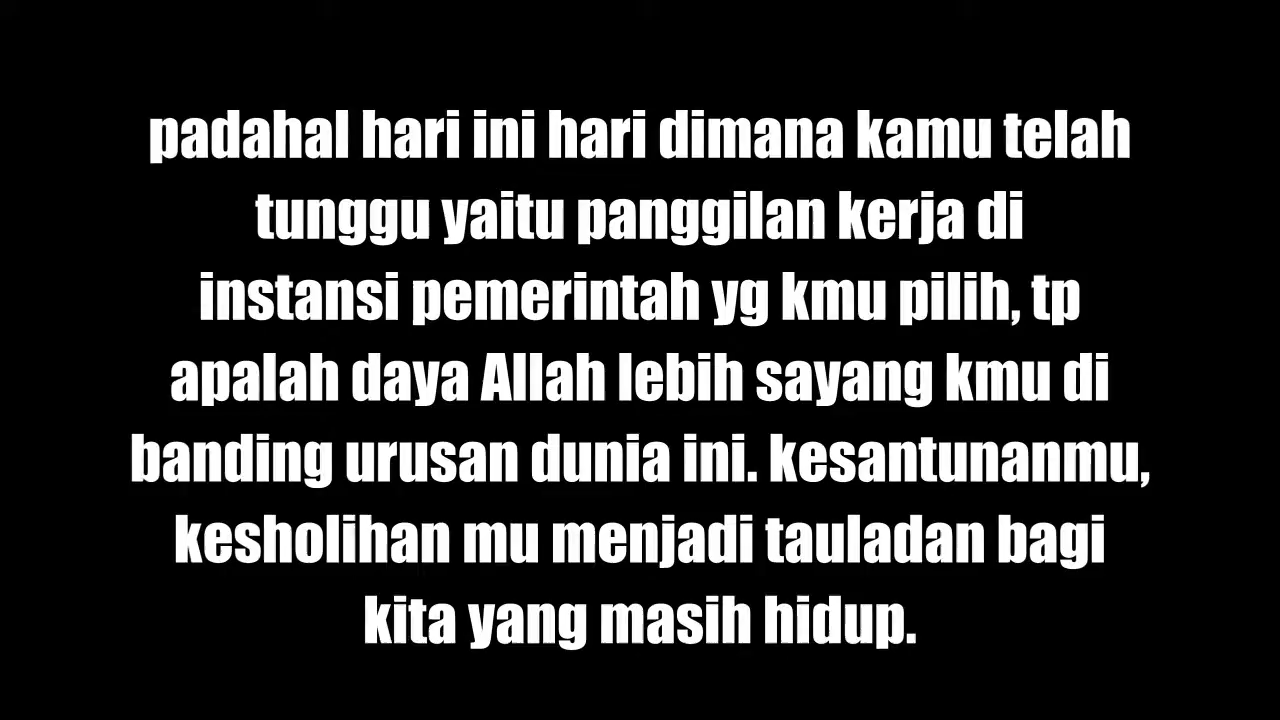 padahal hari ini hari dimana kamu telah
tunggu yaitu panggilan kerja di
instansi pemerintah yg kmu pilih, tp
apalah daya Allah lebih sayang kmu di
banding urusan dunia ini. kesantunanmu,
kesholihan mu menjadi tauladan bagi
kita yang masih hidup.